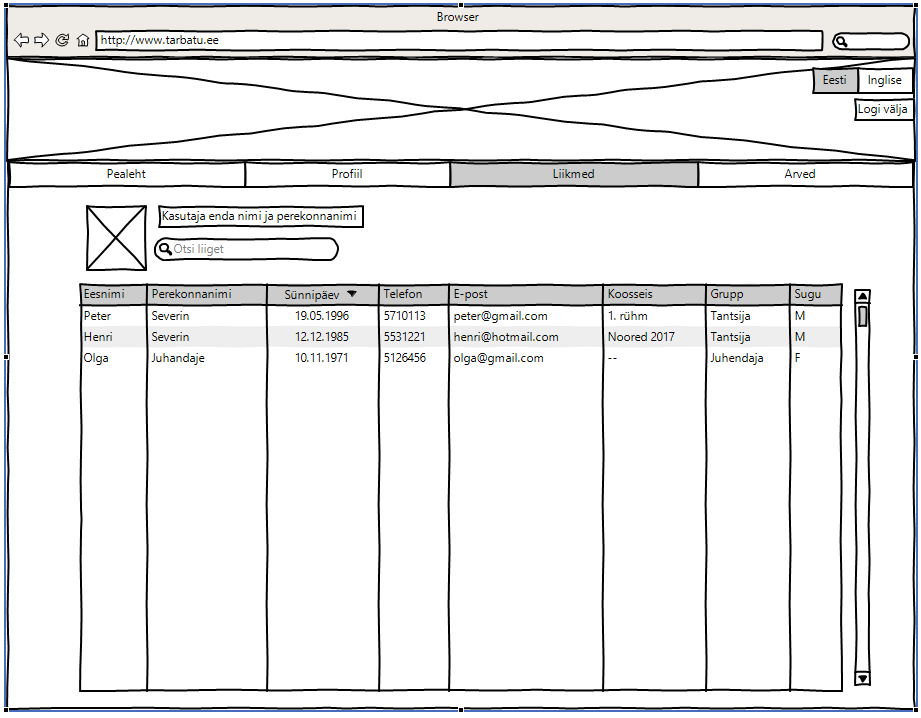 Browser
http://www.tarbatu.ee
Eesti Inglise
Logi välja
Pealeht Profiil Liikmed Arved
Kasutaja enda nimi ja perekonnanimi
Otsi liiget
Eesnimi Perekonnanimi Sünnipäev Telefon E-post Koosseis Grupp Sugu
Peter Severin 19.05.1996 5710113 peter@gmail.com 1. rühm Tantsija M
Henri Severin 12.12.1985 5531221 henri@hotmail.com Noored 2017 Tantsija M
Olga Juhandaje 10.11.1971 5126456 olga@gmail.com -- Juhendaja F